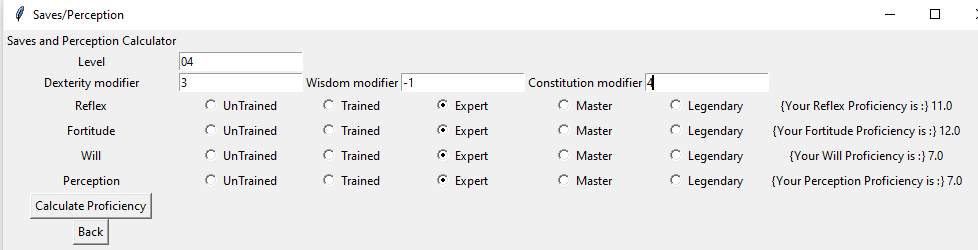 Saves/Perception
Saves and Perception Calculator
Level 04
Dexterity modifier 3 Wisdom modifier -1 Constitution modifier 4
Reflex UnTrained Trained Expert Master Legendary {Your Reflex Proficiency is :} 11.0
Fortitude UnTrained Trained Expert Master Legendary {Your Fortitude Proficiency is :} 12.0
Will UnTrained Trained Expert Master Legendary {Your Will Proficiency is :} 7.0
Perception UnTrained Trained Expert Master Legendary {Your Perception Proficiency is :} 7.0
Calculate Proficiency
Back